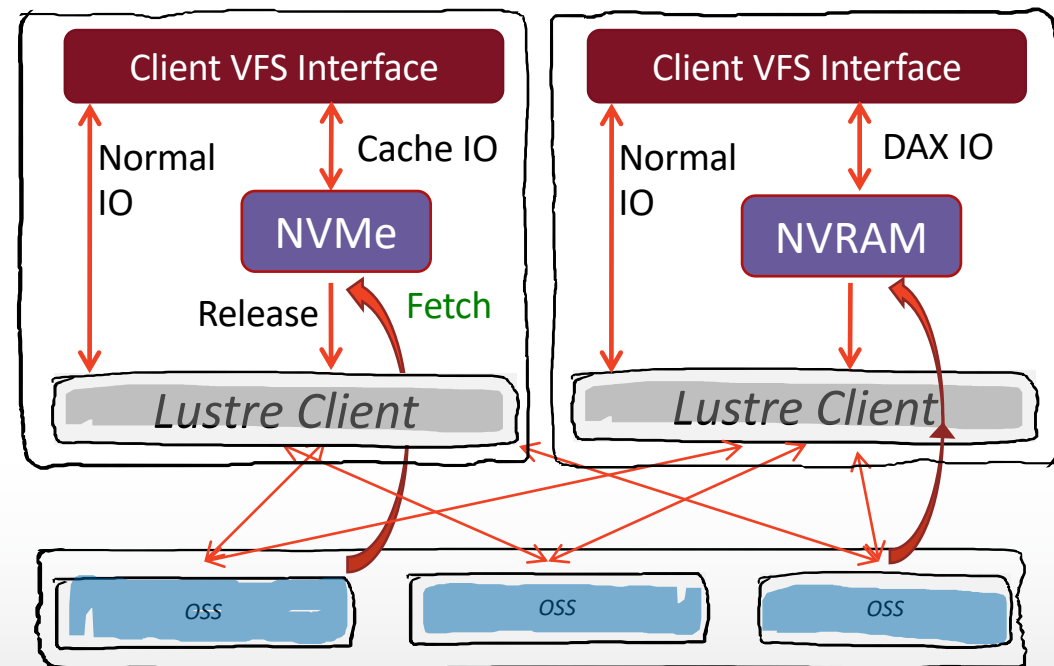 Client VFS Interface
Normal
IO
Cache IO
NVMe
Release
Fetch
Lustre Client
Client VFS Interface
Normal
IO
DAX IO
NVRAM
Lustre Client
OSS
OSS
OSS